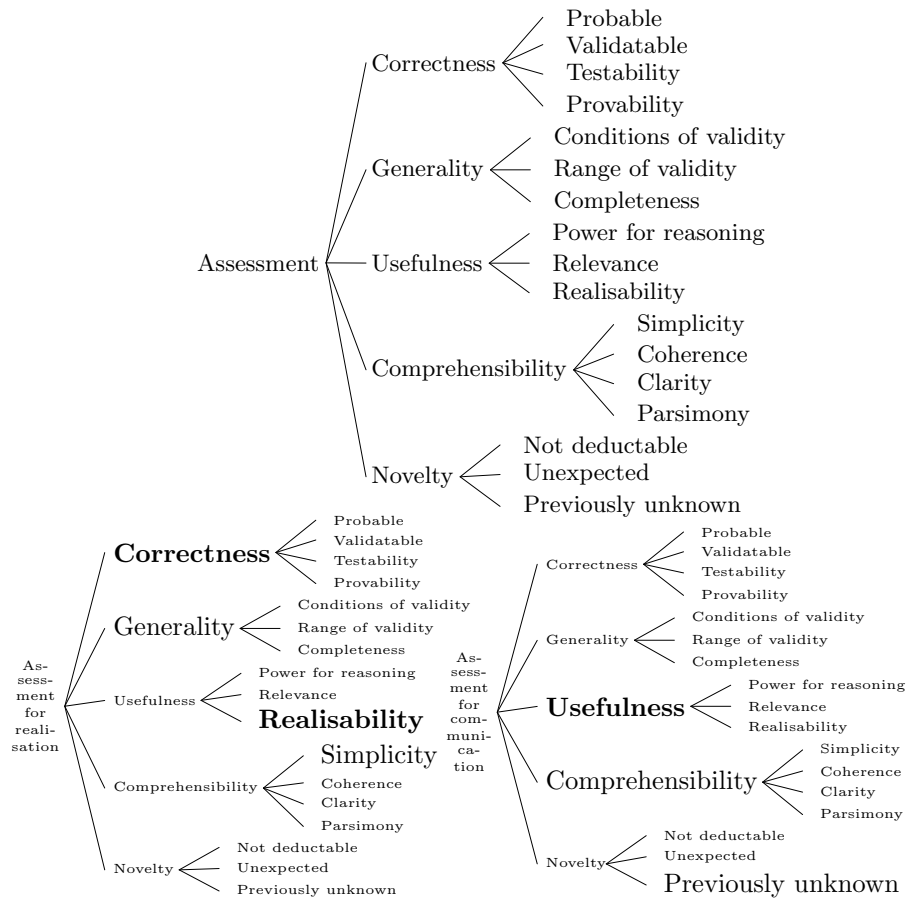 Assessment
Correctness
Probable
Validatable
Testability
Provability
Generality
Conditions of validity
Range of validity
Completeness
Usefulness
Power for reasoning
Relevance
Realisability
Comprehensibility
Simplicity
Coherence
Clarity
Parsimony
Novelty
Not deductable
Unexpected
Previously unknown
As-
sess-
ment
for
reali-
sation
Correctness
Probable
Validatable
Testability
Provability
Generality
Conditions of validity
Range of validity
Completeness
Usefulness
Power for reasoning
Relevance
Realisability
Comprehensibility
Simplicity
Coherence
Clarity
Parsimony
Novelty
Not deductable
Unexpected
Previously unknown
As-
sess-
ment
for
com-
muni-
ca-
tion
Correctness
Probable
Validatable
Testability
Provability
Generality
Conditions of validity
Range of validity
Completeness
Usefulness
Power for reasoning
Relevance
Realisability
Comprehensibility
Simplicity
Coherence
Clarity
Parsimony
Novelty
Not deductable
Unexpected
Previously unknown